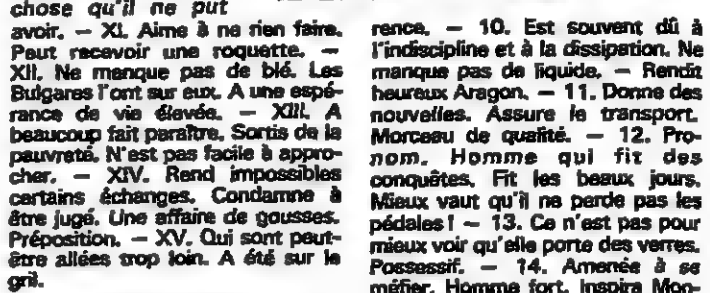 chose qu'il ne put
avoir. — XI. Aime à ne rien faire.
Peut recevoir une roquette. —
XII. Ne manque pas de blé. Les
Bulgares l'ont sur eux. A une espé-
rance de vie élevée. — XIII. A
beaucoup fait paraître. Sortis de la
pauvreté. N'est pas facile à appro-
cher. — XIV. Rend impossibles
certains échanges. Condamne à
être jugé. Une affaire de gousses.
Préposition. — XV. Qui sont peut-
être allées trop loin. A été sur le
gril.
rence. — 10. Est souvent dû à
l'indiscipline et à la dissipation. Ne
manque pas de liquide. — Rendit
heureux Aragon. — 11. Donne des
nouvelles. Assure le transport.
Morceau de qualité. — 12. Pro-
nom. Homme qui fit des
conquêtes. Fit les beaux jours.
Mieux vaut qu'il ne perde pas les
pédales ! — 13. Ce n'est pas pour
mieux voir qu'elle porte des verres.
Possessif. — 14. Amenée à se
méfier. Homme fort. Inspira Mon-